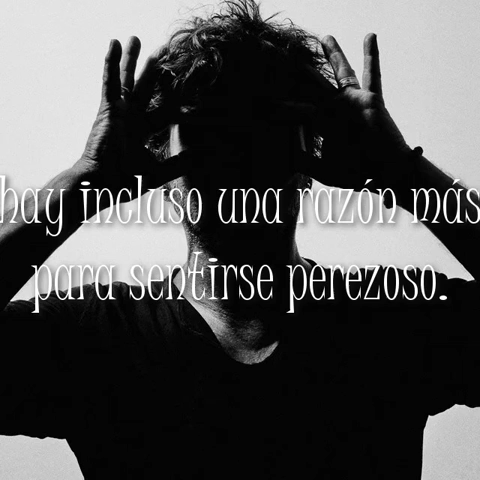 hay incluso una razón más
para sentirse perezoso.